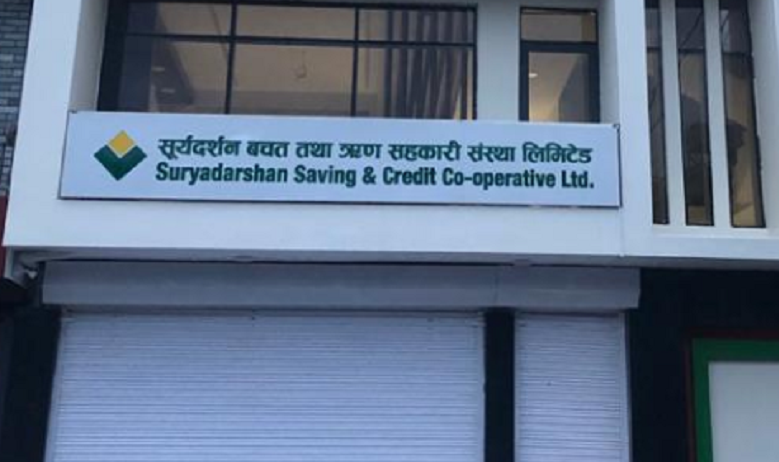 सूर्यदर्शन बचत तथा ऋण सहकारी संस्था लिमिटेड
Suryadarshan Saving & Credit Co-operative Ltd.